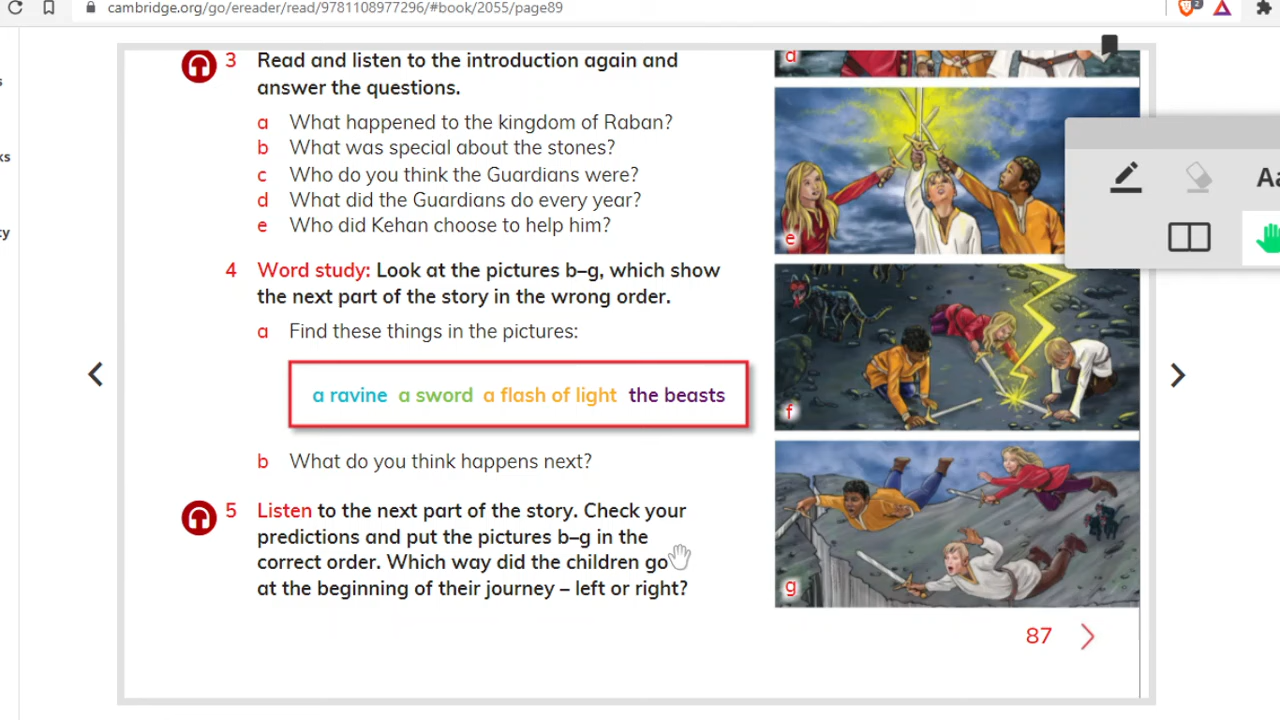 cambridge.org/go/ereader/read/9781108977296/#book/2055/page89
2
3 Read and listen to the introduction again and
answer the questions.
a What happened to the kingdom of Raban?
b What was special about the stones?
c Who do you think the Guardians were?
d What did the Guardians do every year?
e Who did Kehan choose to help him?
4 Word study: Look at the pictures b–g, which show
the next part of the story in the wrong order.
a Find these things in the pictures:
a ravine a sword a flash of light the beasts
b What do you think happens next?
5 Listen to the next part of the story. Check your
predictions and put the pictures b–g in the
correct order. Which way did the children go
at the beginning of their journey – left or right?
d
e
f
g
87